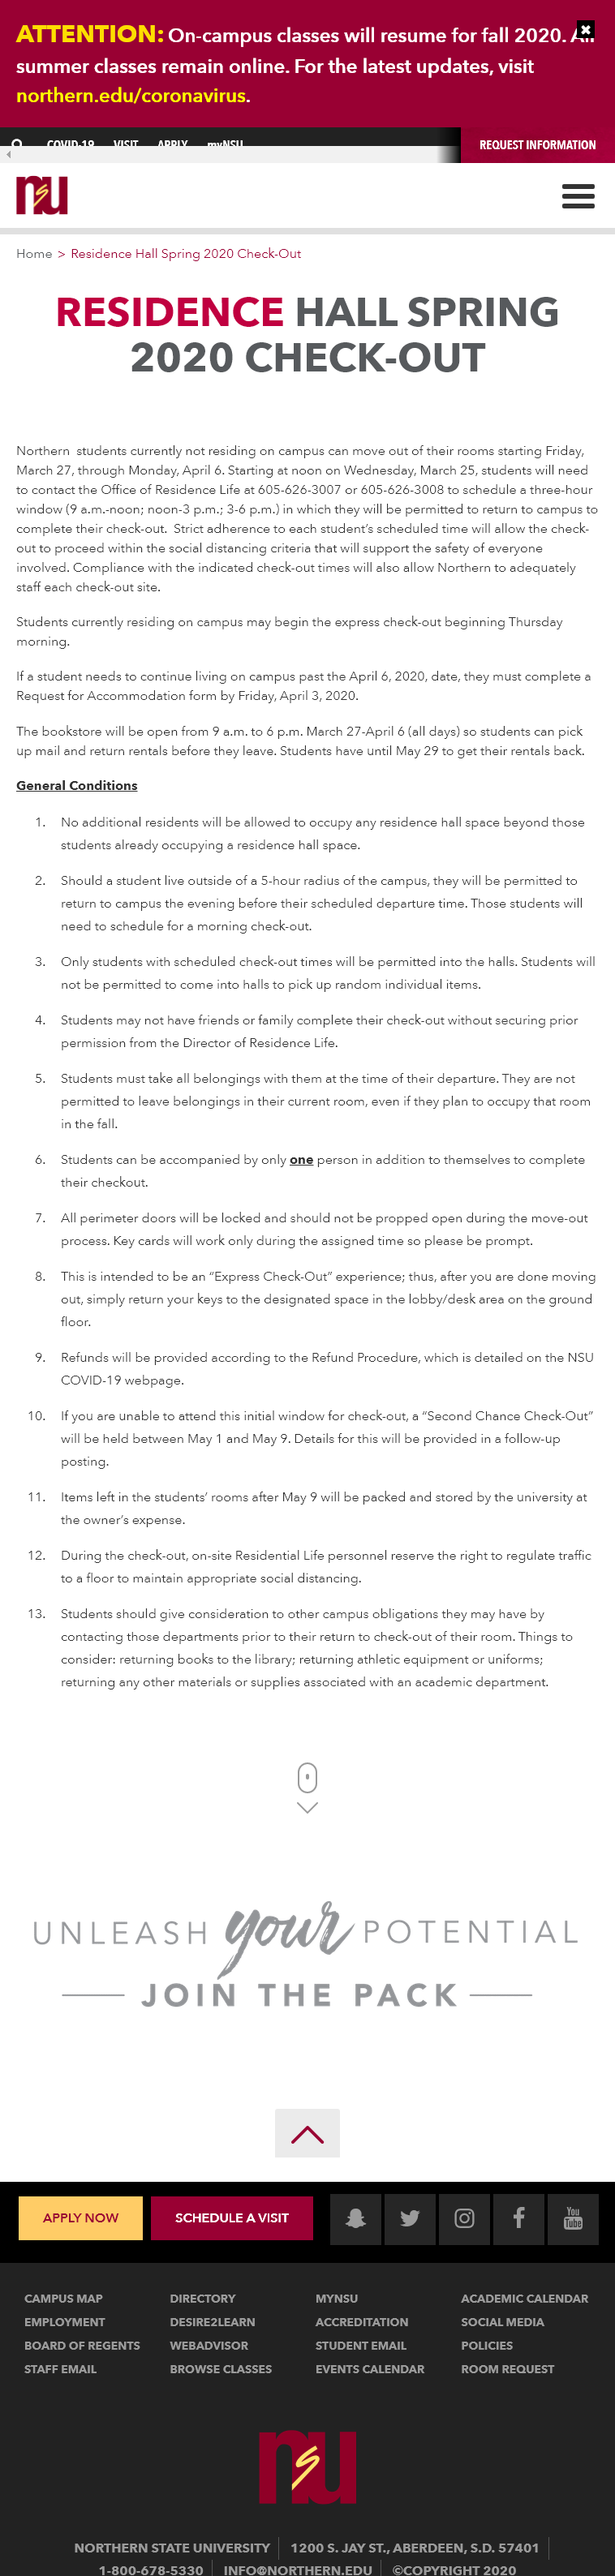 ATTENTION: On-campus classes will resume for fall 2020. All
summer classes remain online. For the latest updates, visit
northern.edu/coronavirus.
COVID-19 VISIT APPLY myNSU
REQUEST INFORMATION
Home > Residence Hall Spring 2020 Check-Out
RESIDENCE HALL SPRING
2020 CHECK-OUT
Northern students currently not residing on campus can move out of their rooms starting Friday,
March 27, through Monday, April 6. Starting at noon on Wednesday, March 25, students will need
to contact the Office of Residence Life at 605-626-3007 or 605-626-3008 to schedule a three-hour
window (9 a.m.-noon; noon-3 p.m.; 3-6 p.m.) in which they will be permitted to return to campus to
complete their check-out. Strict adherence to each student's scheduled time will allow the check-
out to proceed within the social distancing criteria that will support the safety of everyone
involved. Compliance with the indicated check-out times will also allow Northern to adequately
staff each check-out site.
Students currently residing on campus may begin the express check-out beginning Thursday
morning.
If a student needs to continue living on campus past the April 6, 2020, date, they must complete a
Request for Accommodation form by Friday, April 3, 2020.
The bookstore will be open from 9 a.m. to 6 p.m. March 27-April 6 (all days) so students can pick
up mail and return rentals before they leave. Students have until May 29 to get their rentals back.
General Conditions
1. No additional residents will be allowed to occupy any residence hall space beyond those
students already occupying a residence hall space.
2. Should a student live outside of a 5-hour radius of the campus, they will be permitted to
return to campus the evening before their scheduled departure time. Those students will
need to schedule for a morning check-out.
3. Only students with scheduled check-out times will be permitted into the halls. Students will
not be permitted to come into halls to pick up random individual items.
4. Students may not have friends or family complete their check-out without securing prior
permission from the Director of Residence Life.
5. Students must take all belongings with them at the time of their departure. They are not
permitted to leave belongings in their current room, even if they plan to occupy that room
in the fall.
6. Students can be accompanied by only one person in addition to themselves to complete
their checkout.
7. All perimeter doors will be locked and should not be propped open during the move-out
process. Key cards will work only during the assigned time so please be prompt.
8. This is intended to be an “Express Check-Out” experience; thus, after you are done moving
out, simply return your keys to the designated space in the lobby/desk area on the ground
floor.
9. Refunds will be provided according to the Refund Procedure, which is detailed on the NSU
COVID-19 webpage.
10. If you are unable to attend this initial window for check-out, a “Second Chance Check-Out”
will be held between May 1 and May 9. Details for this will be provided in a follow-up
posting.
11. Items left in the students’ rooms after May 9 will be packed and stored by the university at
the owner’s expense.
12. During the check-out, on-site Residential Life personnel reserve the right to regulate traffic
to a floor to maintain appropriate social distancing.
13. Students should give consideration to other campus obligations they may have by
contacting those departments prior to their return to check-out of their room. Things to
consider: returning books to the library; returning athletic equipment or uniforms;
returning any other materials or supplies associated with an academic department.
UNLEASH your POTENTIAL
JOIN THE PACK
APPLY NOW SCHEDULE A VISIT You Tube
CAMPUS MAP DIRECTORY MYNSU ACADEMIC CALENDAR
EMPLOYMENT DESIRE2LEARN ACCREDITATION SOCIAL MEDIA
BOARD OF REGENTS WEBADVISOR STUDENT EMAIL POLICIES
STAFF EMAIL BROWSE CLASSES EVENTS CALENDAR ROOM REQUEST
NORTHERN STATE UNIVERSITY 1200 S. JAY ST., ABERDEEN, S.D. 57401
1-800-678-5330 INFO@NORTHERN.EDU ©COPYRIGHT 2020